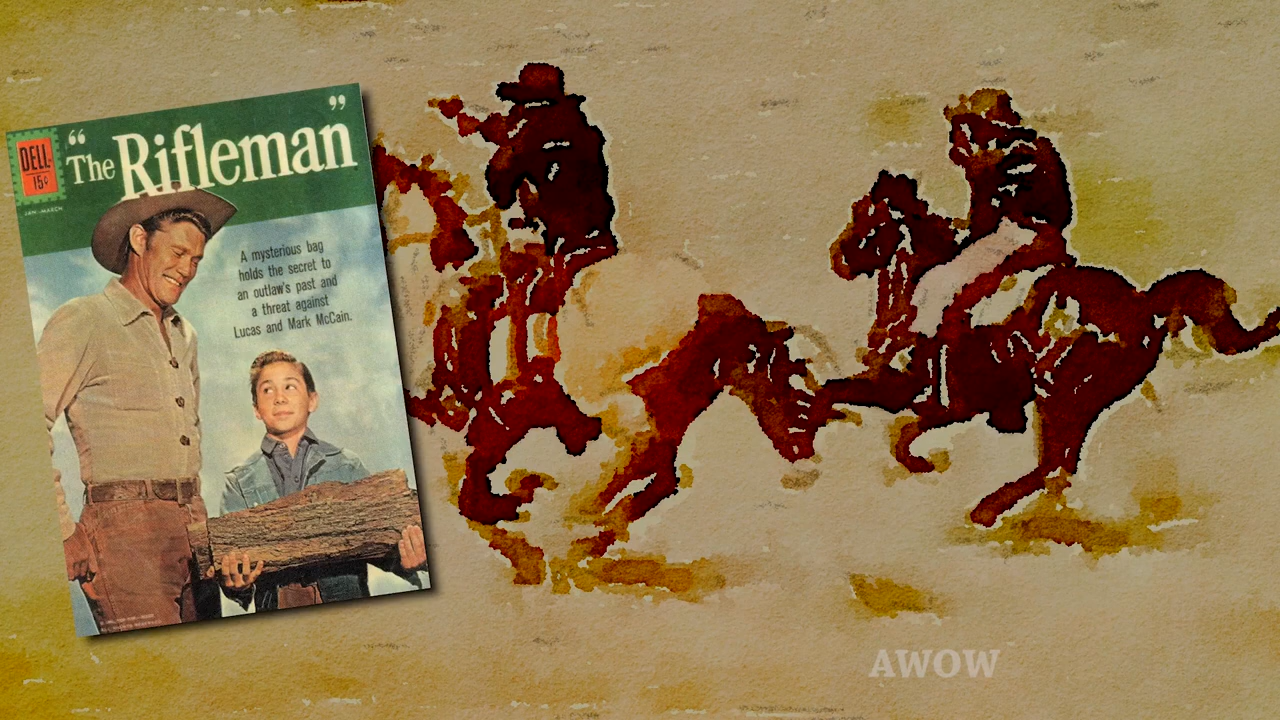 “The Rifleman”
DELL
15¢
JAN.-MARCH
A mysterious bag
holds the secret to
an outlaw's past and
a threat against
Lucas and Mark McCain.
AWOW